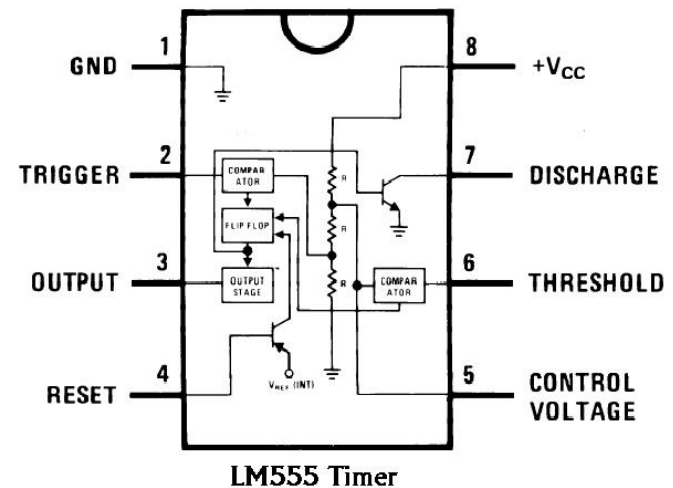 1
GND
8
+VCC
2
TRIGGER
COMPAR
ATOR
R
7
DISCHARGE
FLIP FLOP
R
3
OUTPUT
OUTPUT
STAGE
R
COMPAR
ATOR
6
THRESHOLD
4
RESET
VREF (INT)
5
CONTROL
VOLTAGE
LM555 Timer